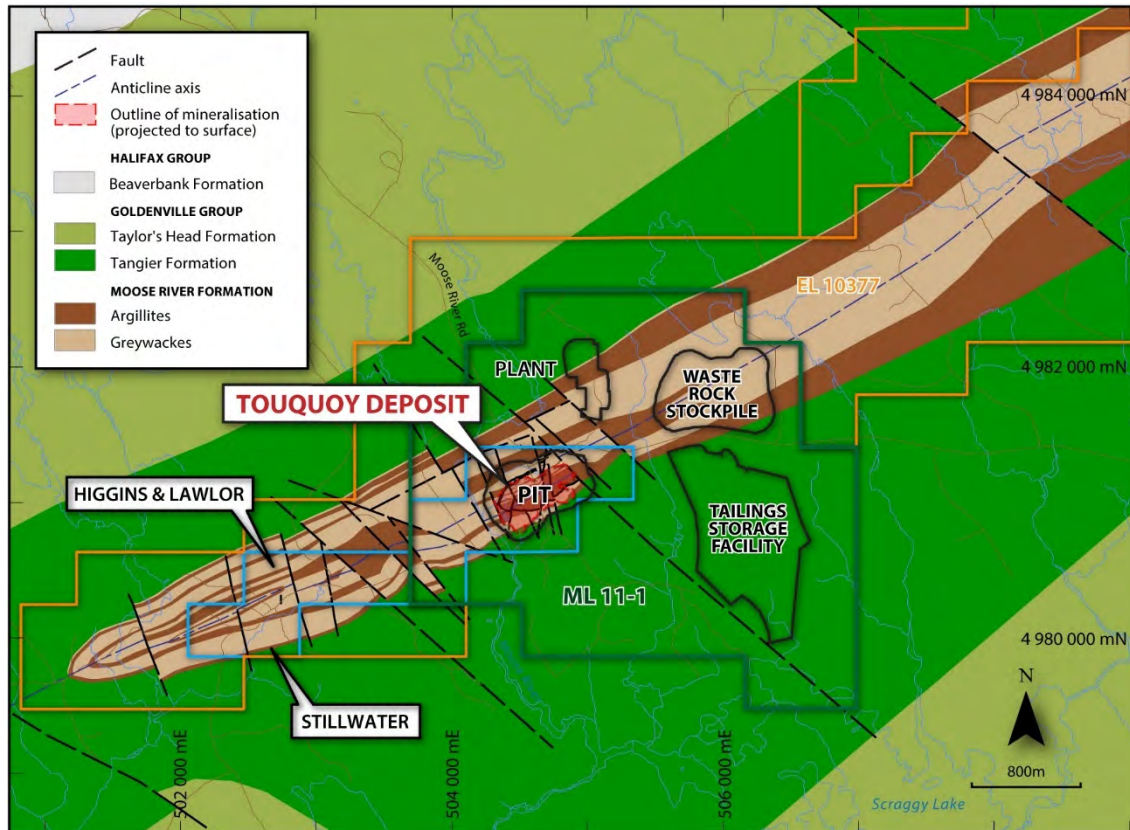 Fault
Anticline axis
Outline of mineralisation
(projected to surface)
HALIFAX GROUP
Beaverbank Formation
GOLDENVILLE GROUP
Taylor's Head Formation
Tangier Formation
MOOSE RIVER FORMATION
Argillites
Greywackes
4 984 000 mN
Moose River Rd
EL 10377
PLANT
4 982 000 mN
WASTE
ROCK
STOCKPILE
TOUQUOY DEPOSIT
HIGGINS & LAWLOR
PIT
TAILINGS
STORAGE
FACILITY
ML 11-1
4 980 000 mN
STILLWATER
N
502 000 mE
504 000 mE
506 000 mE
800m
Scraggy Lake